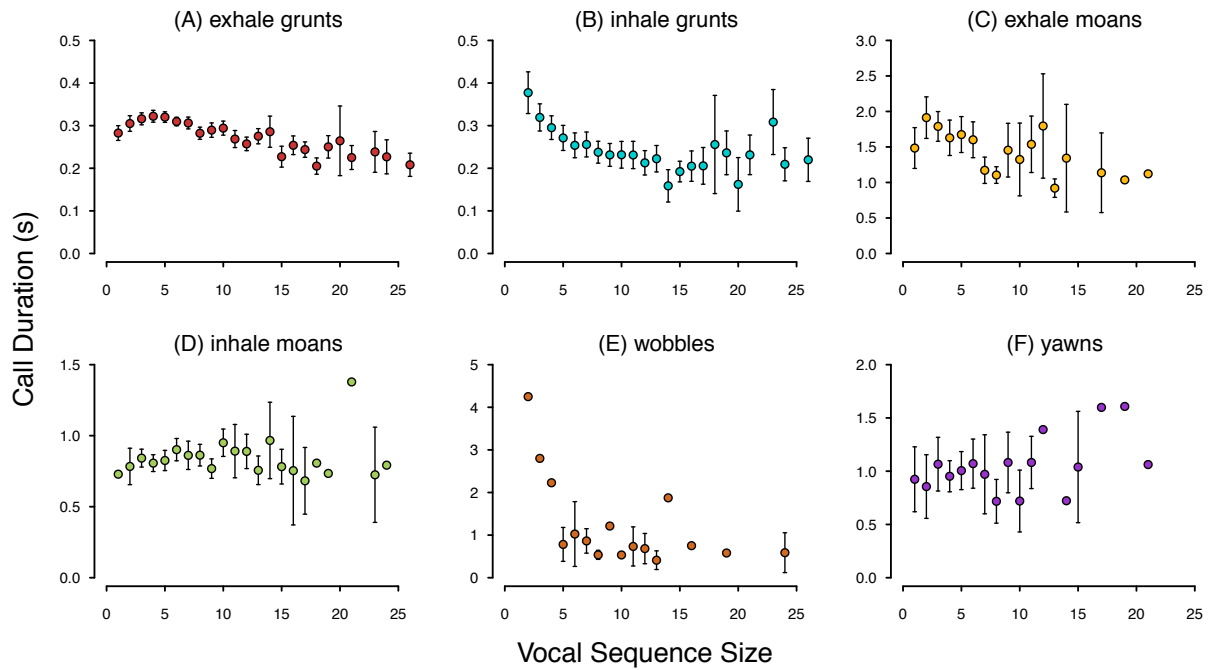 (A) exhale grunts
(B) inhale grunts
(C) exhale moans
0.5
0.4
0.3
0.2
0.1
0.0
0 5 10 15 20 25
0.5
0.4
0.3
0.2
0.1
0.0
0 5 10 15 20 25
3.0
2.5
2.0
1.5
1.0
0.5
0.0
0 5 10 15 20 25
Call Duration (s)
(D) inhale moans
(E) wobbles
(F) yawns
1.5
1.0
0.5
0.0
0 5 10 15 20 25
5
4
3
2
1
0
0 5 10 15 20 25
2.0
1.5
1.0
0.5
0.0
0 5 10 15 20 25
Vocal Sequence Size